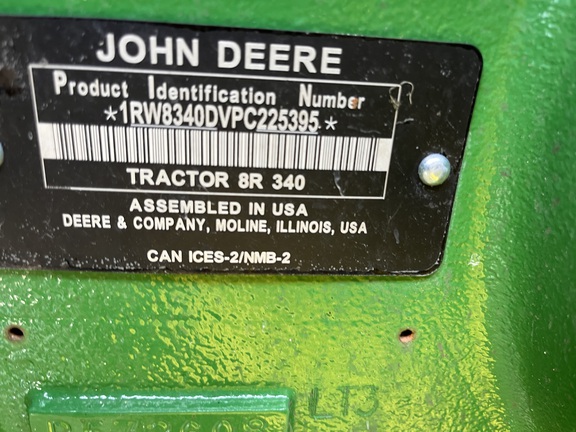 JOHN DEERE
Product Identification Number
*1RW8340DVPC225395*
TRACTOR 8R 340
ASSEMBLED IN USA
DEERE & COMPANY, MOLINE, ILLINOIS, USA
CAN ICES-2/NMB-2
LT3